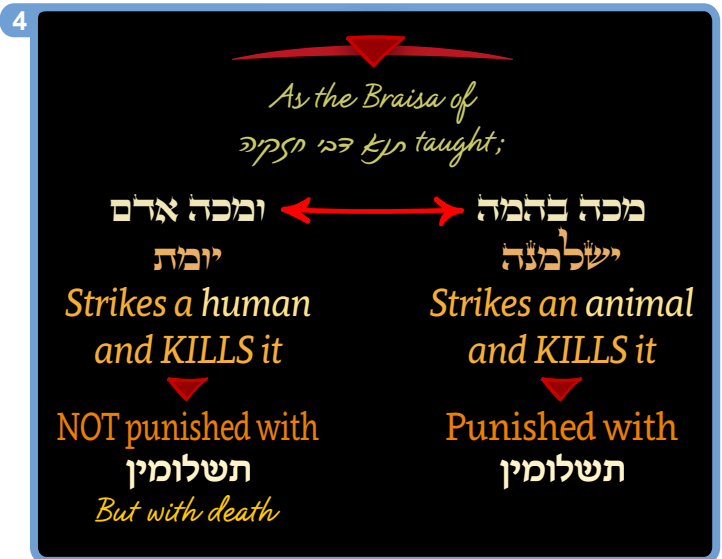 4
As the Braisa of
תנא דבי חזקיה taught;
מכה בהמה
ישלמנה
Strikes an animal
and KILLS it
Punished with
תשלומין
ומכה אדם
יומת
Strikes a human
and KILLS it
NOT punished with
תשלומין
But with death